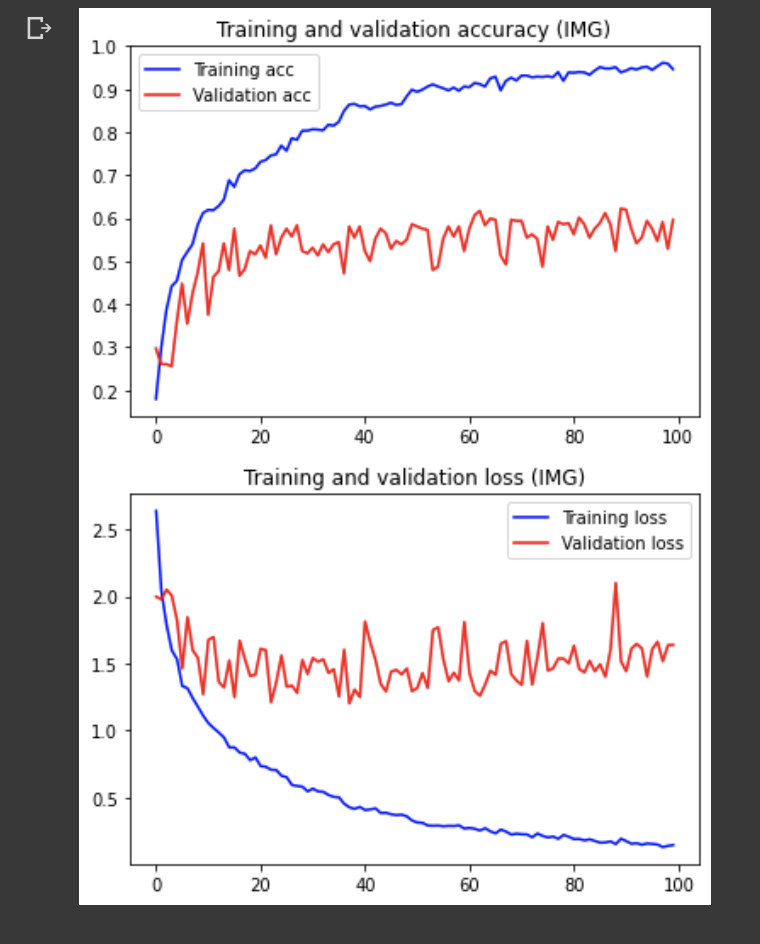 Training and validation accuracy (IMG)
1.0
Training acc
0.9
Validation acc
0.8
0.7
0.6
0.5
0.4
0.3
0.2
0 20 40 60 80 100
Training and validation loss (IMG)
Training loss
2.5
Validation loss
2.0
1.5
1.0
0.5
0 20 40 60 80 100